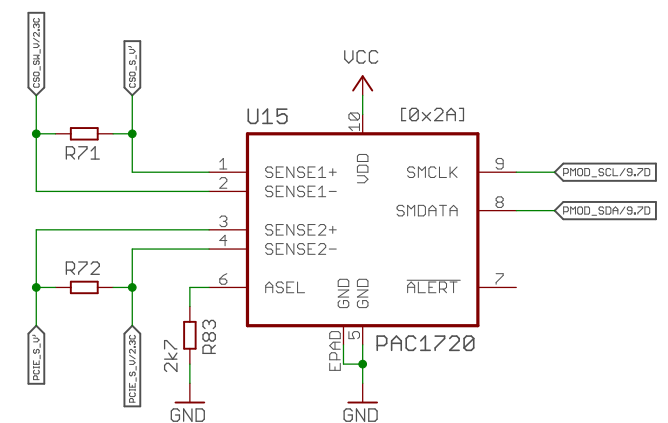 CSO_SW_V/2.3C
CSO_S_V'
VCC
U15
[0x2A]
10
R71
VDD
1
SENSE1+
SMCLK
9
PMOD_SCL/9.7D
2
SENSE1-
3
SENSE2+
SMDATA
8
PMOD_SDA/9.7D
4
SENSE2-
R72
6
ASEL
GND
GND
ALERT
7
PCIE_S_V'
PCIE_S_V/2.3C
2k7
R83
EPAD
5
PAC1720
GND
GND